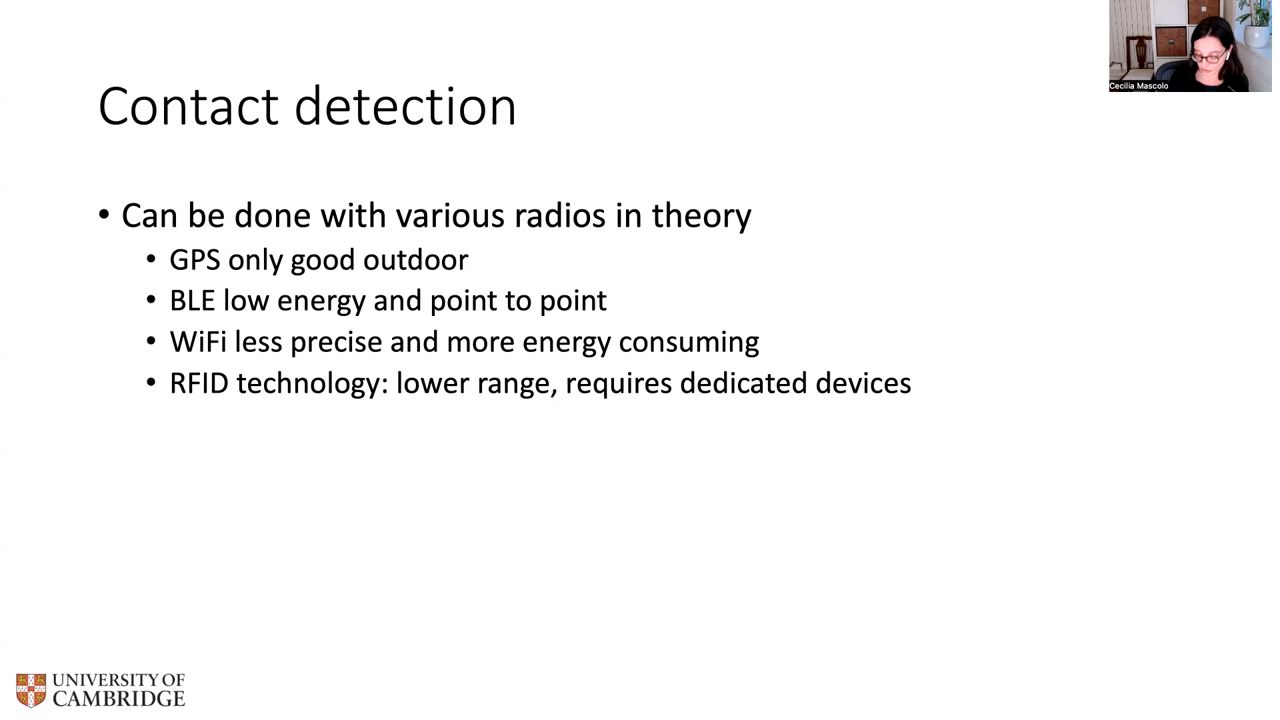 Cecilia Mascolo
Contact detection
• Can be done with various radios in theory
• GPS only good outdoor
• BLE low energy and point to point
• WiFi less precise and more energy consuming
• RFID technology: lower range, requires dedicated devices
UNIVERSITY OF
CAMBRIDGE